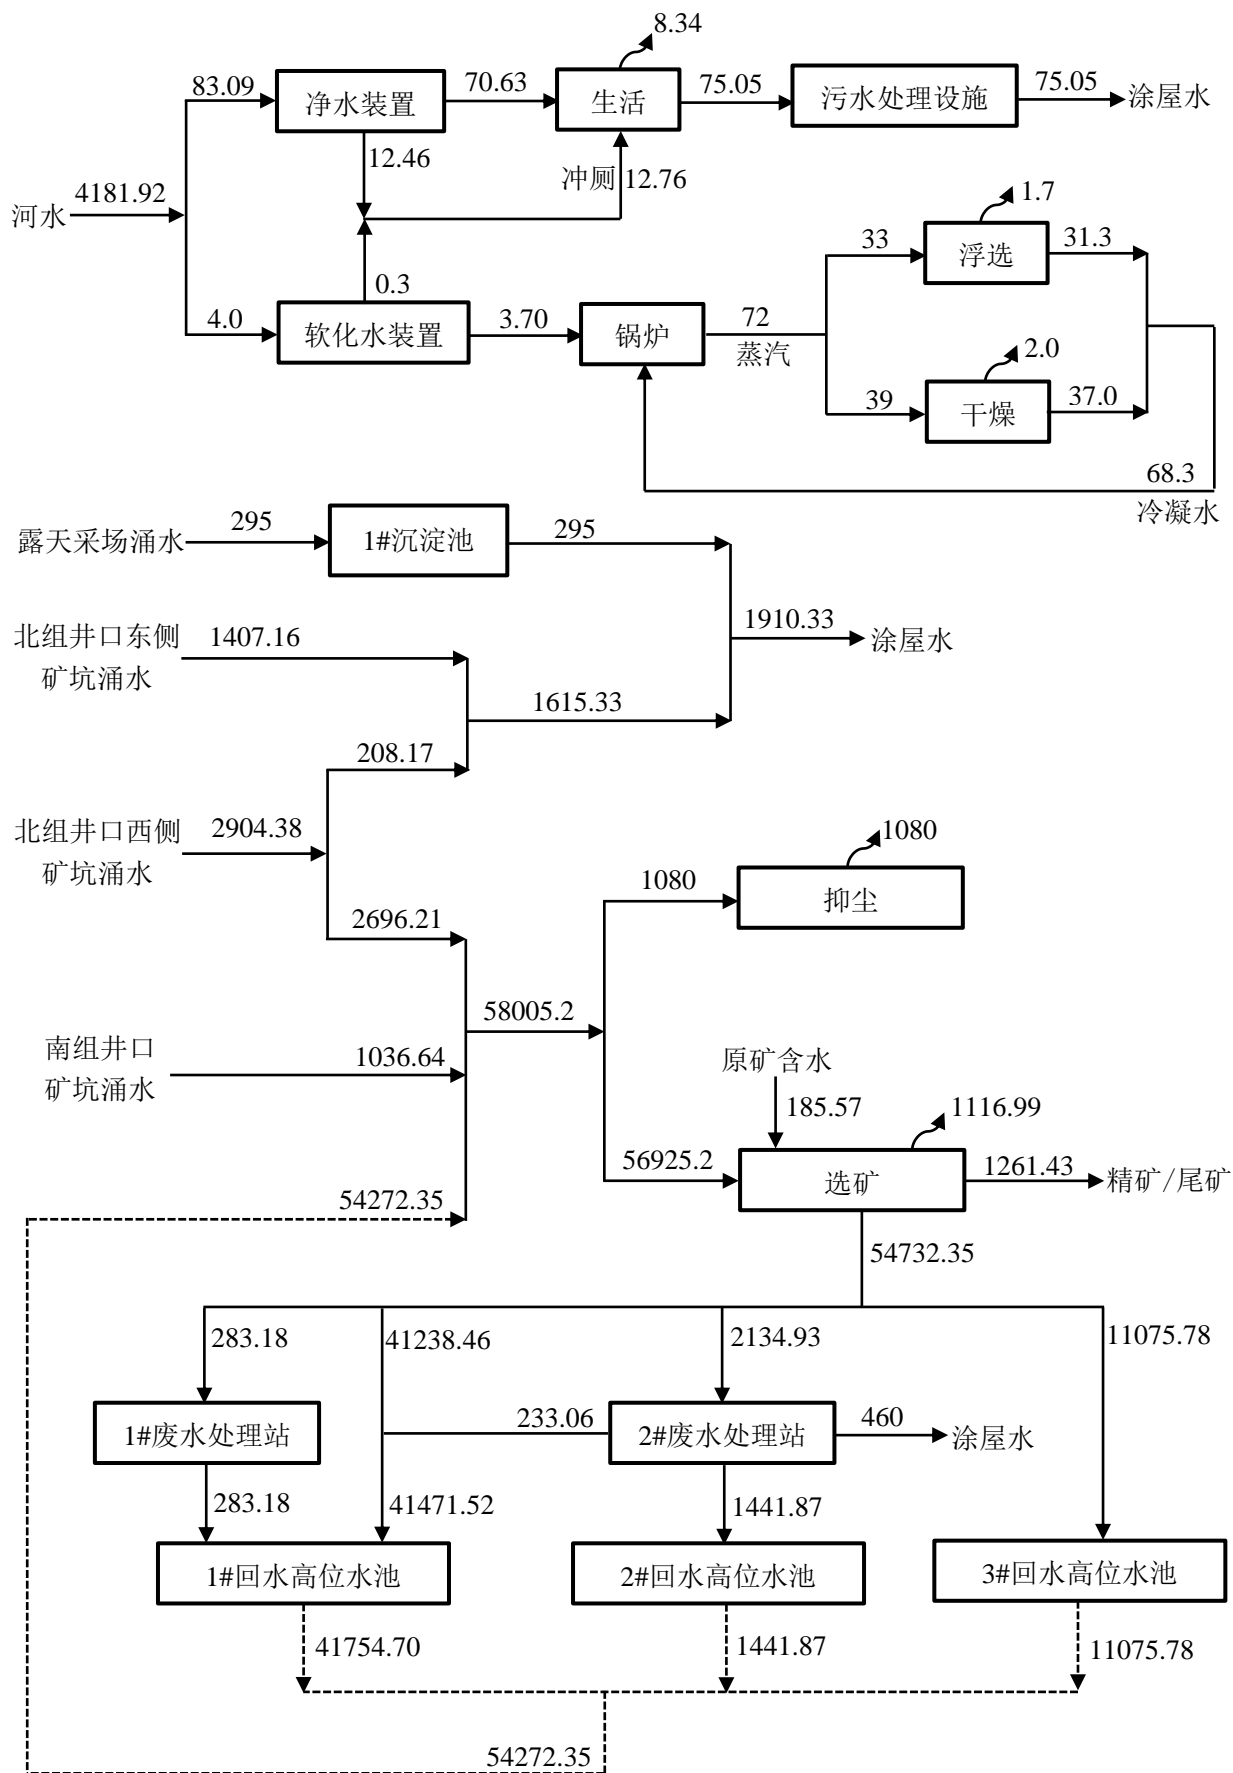 8.34
83.09
净水装置
70.63
生活
75.05
污水处理设施
75.05
涂屋水
12.46
冲厕
12.76
河水
4181.92
1.7
33
浮选
31.3
0.3
4.0
软化水装置
3.70
锅炉
72
蒸汽
2.0
39
干燥
37.0
68.3
冷凝水
露天采场涌水
295
1#沉淀池
295
1910.33
涂屋水
北组井口东侧
矿坑涌水
1407.16
1615.33
208.17
北组井口西侧
矿坑涌水
2904.38
1080
1080
抑尘
2696.21
58005.2
南组井口
矿坑涌水
1036.64
原矿含水
185.57
1116.99
56925.2
选矿
1261.43
精矿/尾矿
54272.35
54732.35
283.18
41238.46
2134.93
11075.78
1#废水处理站
233.06
2#废水处理站
460
涂屋水
283.18
41471.52
1441.87
1#回水高位水池
2#回水高位水池
3#回水高位水池
41754.70
1441.87
11075.78
54272.35